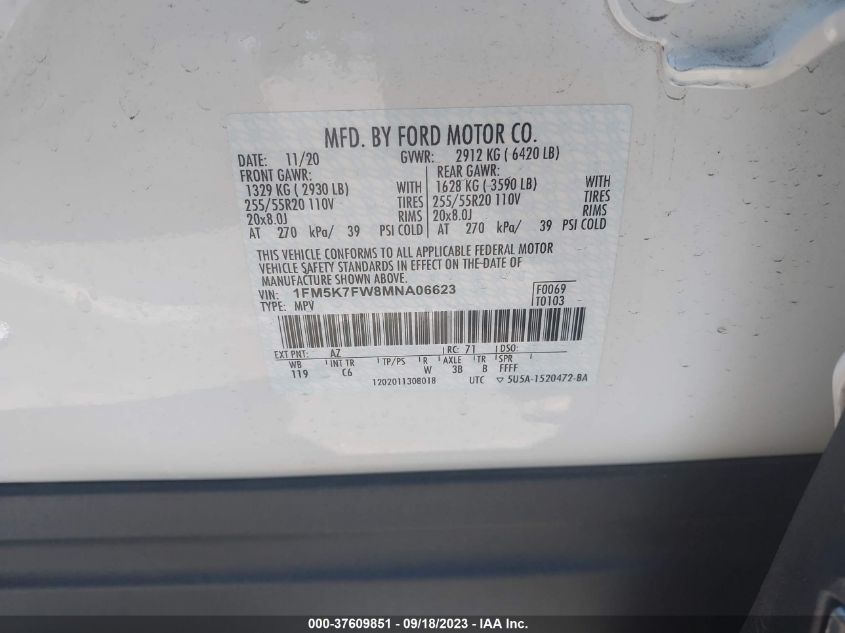 MFD. BY FORD MOTOR CO.
DATE: 11/20 GVWR: 2912 KG ( 6420 LB)
FRONT GAWR: REAR GAWR:
1329 KG ( 2930 LB) WITH 1628 KG ( 3590 LB) WITH
255/55R20 110V TIRES 255/55R20 110V TIRES
20x8.0J RIMS 20x8.0J RIMS
AT 270 kPa/ 39 PSI COLD AT 270 kPa/ 39 PSI COLD
THIS VEHICLE CONFORMS TO ALL APPLICABLE FEDERAL MOTOR
VEHICLE SAFETY STANDARDS IN EFFECT ON THE DATE OF
MANUFACTURE SHOWN ABOVE.
VIN: 1FM5K7FW8MNA06623 F0069
TYPE: MPV T0103
EXT PNT: AZ RC: 71 DSO:
WB INT TR TP/PS R AXLE TR SPR
119 C6 W 3B B FFFF
1202011308018 UTC ▽ 5U5A-1520472-BA
000-37609851 - 09/18/2023 - IAA Inc.